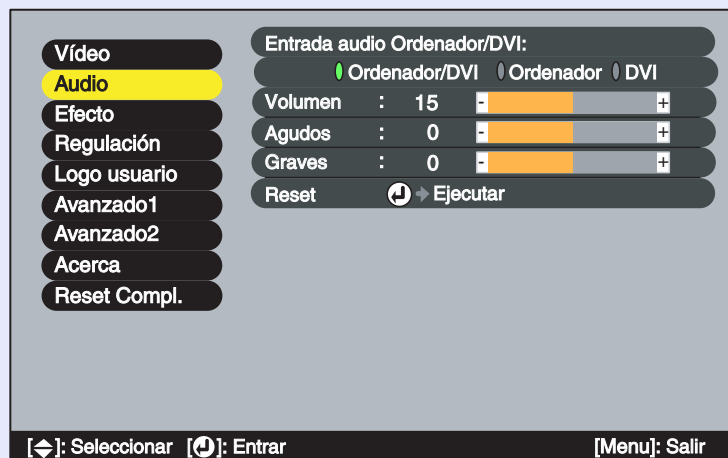 Vídeo
Audio
Efecto
Regulación
Logo usuario
Avanzado1
Avanzado2
Acerca
Reset Compl.
Entrada audio Ordenador/DVI:
Ordenador/DVI Ordenador DVI
Volumen : 15 - +
Agudos : 0 - +
Graves : 0 - +
Reset Ejecutar
[]: Seleccionar []: Entrar [Menu]: Salir